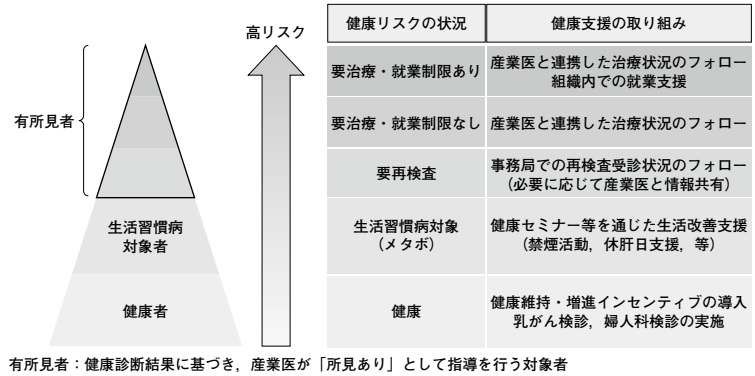 高リスク
有所見者
生活習慣病
対象者
健康者
健康リスクの状況
健康支援の取り組み
要治療・就業制限あり
産業医と連携した治療状況のフォロー
組織内での就業支援
要治療・就業制限なし
産業医と連携した治療状況のフォロー
要再検査
事務局での再検査受診状況のフォロー
（必要に応じて産業医と情報共有）
生活習慣病対象
（メタボ）
健康セミナー等を通じた生活改善支援
（禁煙活動，休肝日支援，等）
健康
健康維持・増進インセンティブの導入
乳がん検診，婦人科検診の実施
有所見者：健康診断結果に基づき，産業医が「所見あり」として指導を行う対象者